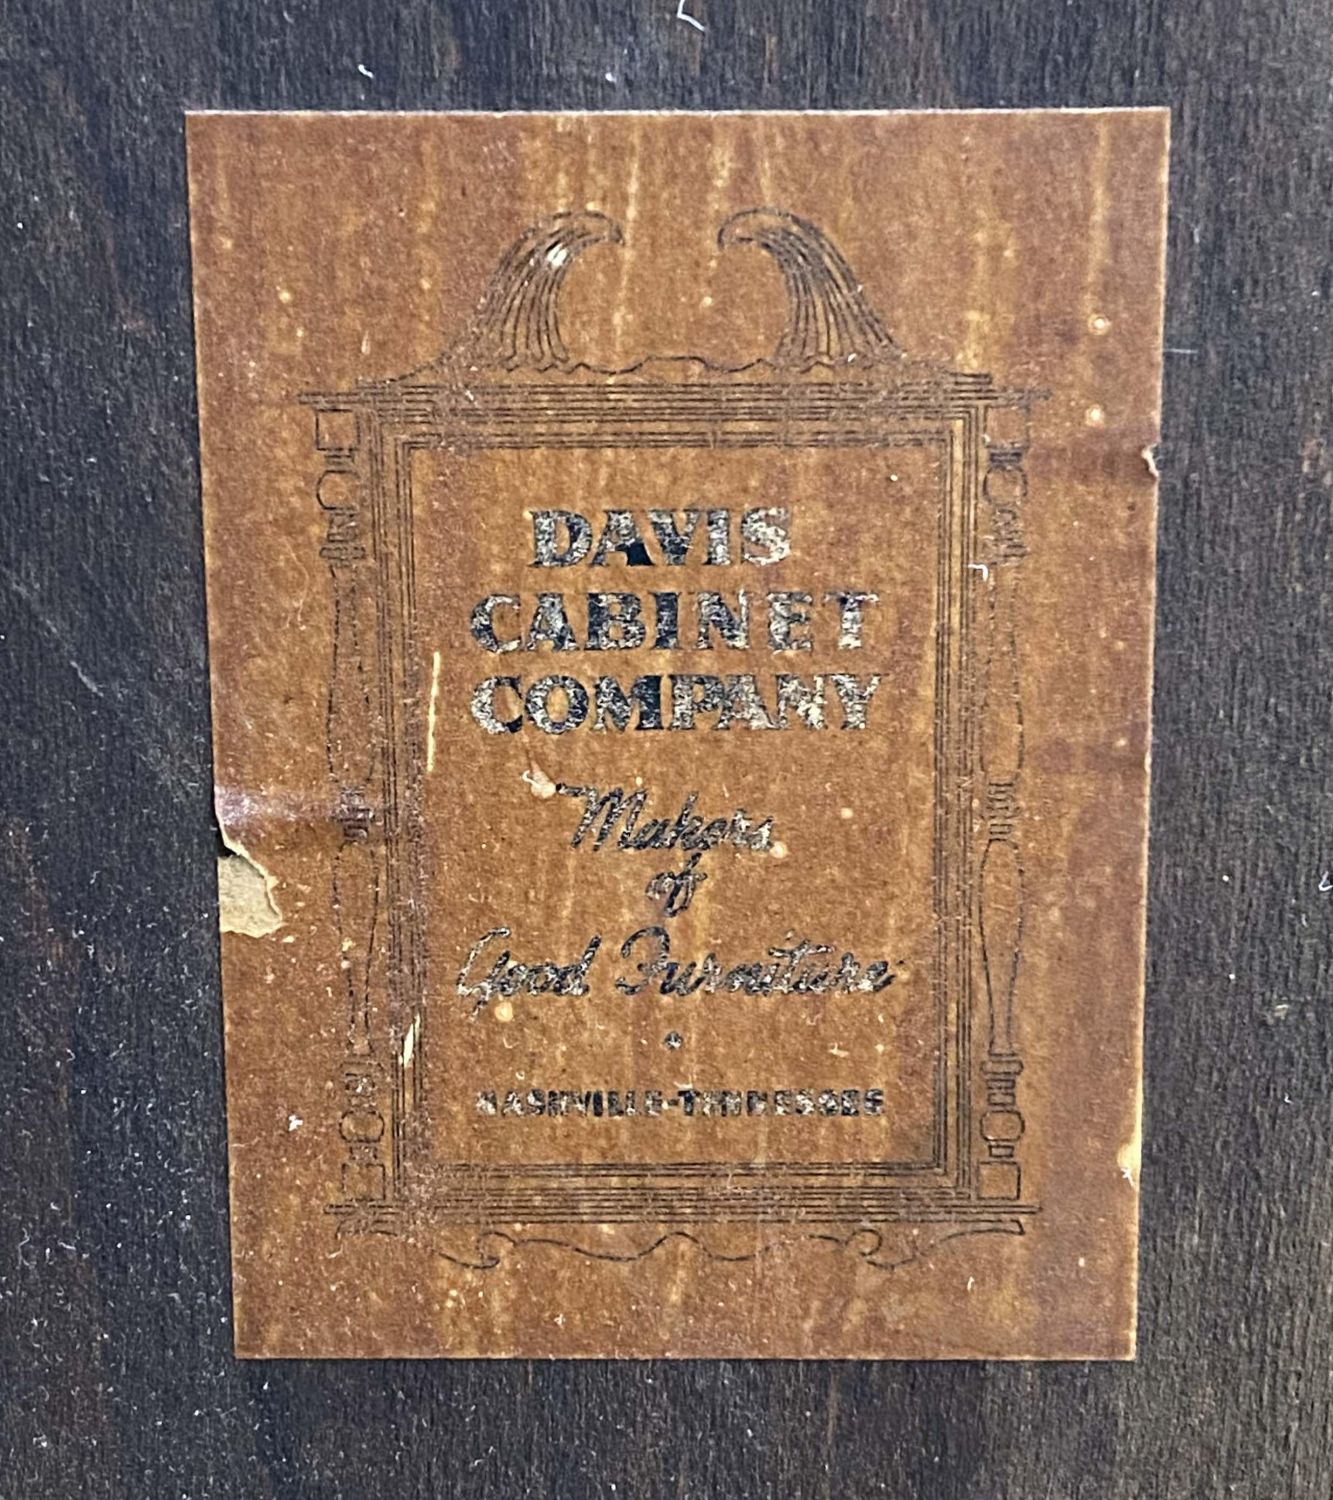 DAVIS
CABINET
COMPANY
Makers
of
Good Furniture
NASHVILLE-TENNESSEE